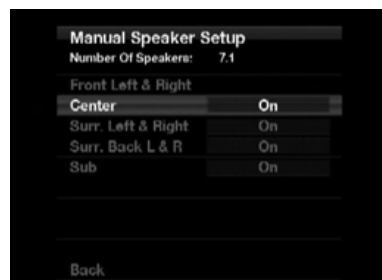 Manual Speaker Setup
Number Of Speakers: 7.1
Front Left & Right
Center On
Surr. Left & Right On
Surr. Back L & R On
Sub On
Back